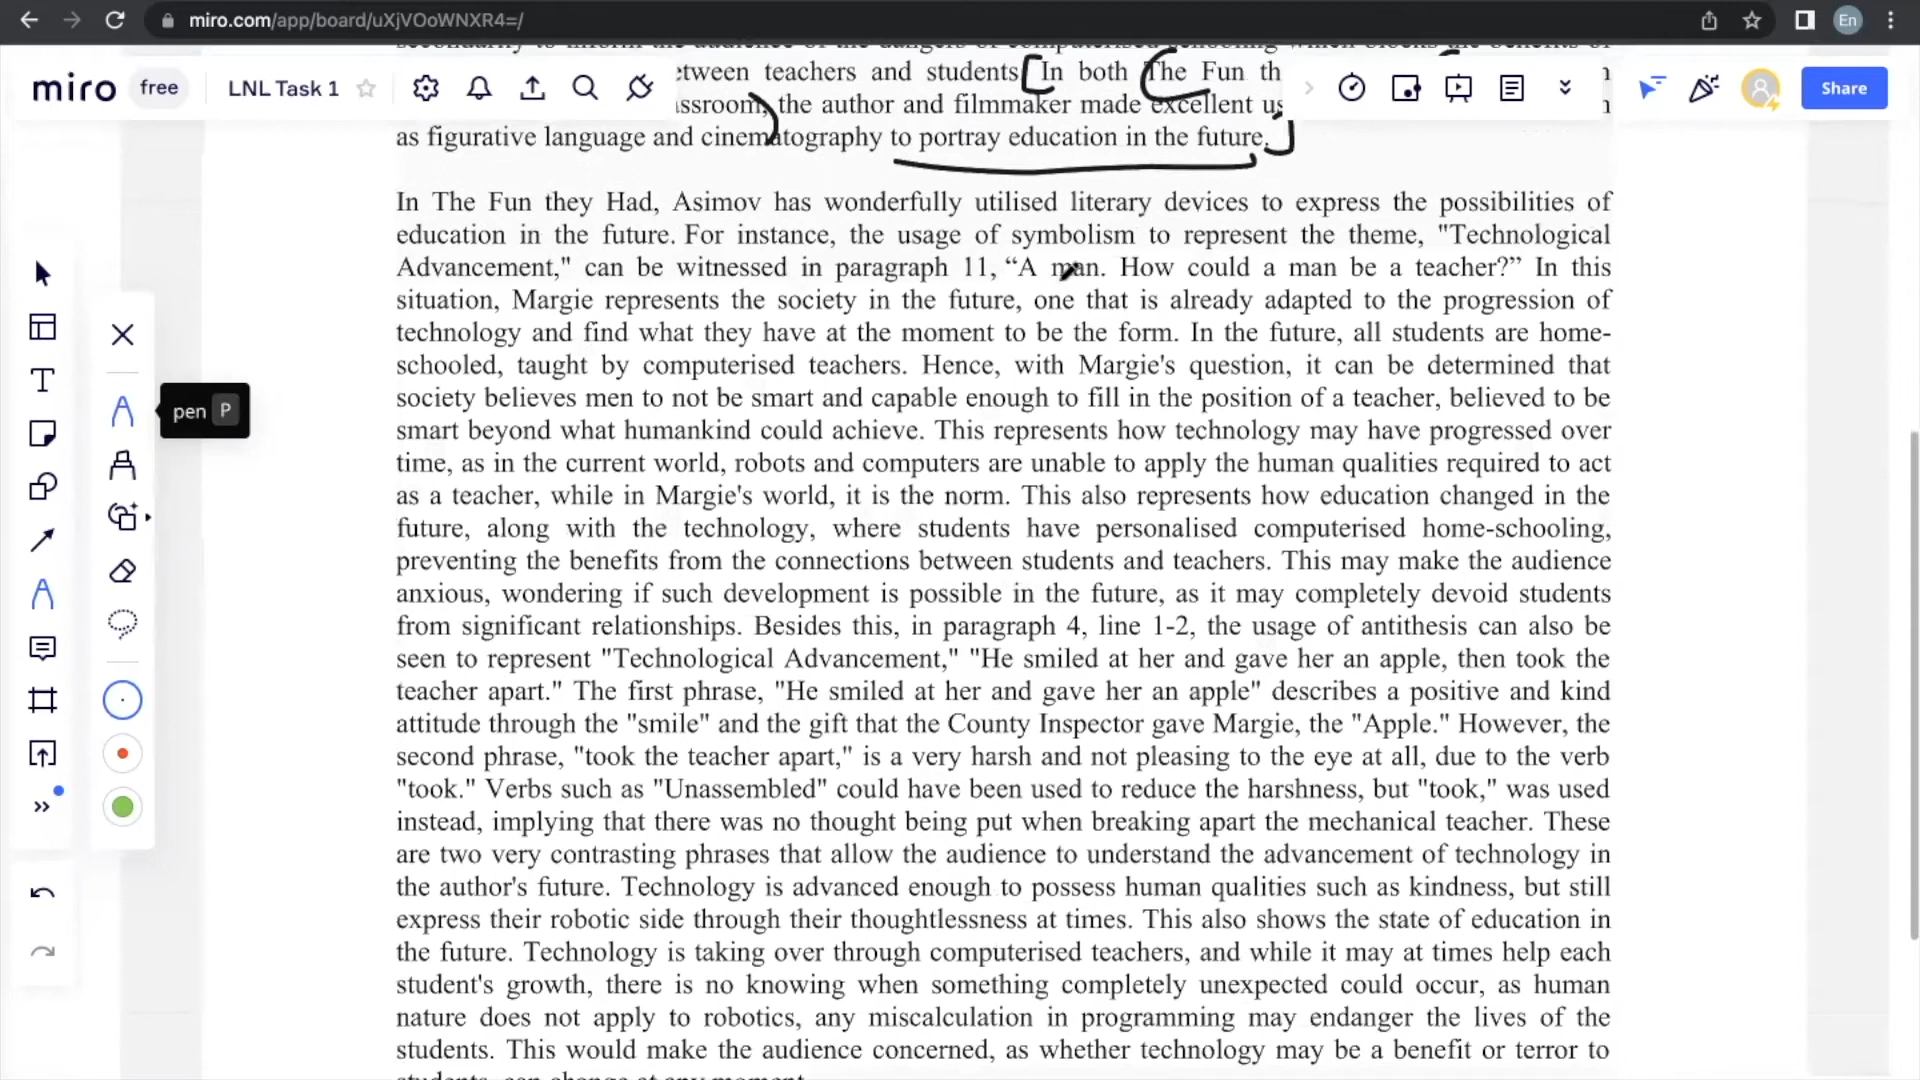 miro.com/app/board/uXjVOoWNXR4=/
En
miro
free
LNL Task 1
Share
etween teachers and students. In both The Fun th
assroom, the author and filmmaker made excellent us
as figurative language and cinematography to portray education in the future.
In The Fun they Had, Asimov has wonderfully utilised literary devices to express the possibilities of
education in the future. For instance, the usage of symbolism to represent the theme, "Technological
Advancement," can be witnessed in paragraph 11, “A man. How could a man be a teacher?” In this
situation, Margie represents the society in the future, one that is already adapted to the progression of
technology and find what they have at the moment to be the form. In the future, all students are home-
schooled, taught by computerised teachers. Hence, with Margie's question, it can be determined that
society believes men to not be smart and capable enough to fill in the position of a teacher, believed to be
smart beyond what humankind could achieve. This represents how technology may have progressed over
time, as in the current world, robots and computers are unable to apply the human qualities required to act
as a teacher, while in Margie's world, it is the norm. This also represents how education changed in the
future, along with the technology, where students have personalised computerised home-schooling,
preventing the benefits from the connections between students and teachers. This may make the audience
anxious, wondering if such development is possible in the future, as it may completely devoid students
from significant relationships. Besides this, in paragraph 4, line 1-2, the usage of antithesis can also be
seen to represent "Technological Advancement," "He smiled at her and gave her an apple, then took the
teacher apart." The first phrase, "He smiled at her and gave her an apple" describes a positive and kind
attitude through the "smile" and the gift that the County Inspector gave Margie, the "Apple." However, the
second phrase, "took the teacher apart," is a very harsh and not pleasing to the eye at all, due to the verb
"took." Verbs such as "Unassembled" could have been used to reduce the harshness, but "took," was used
instead, implying that there was no thought being put when breaking apart the mechanical teacher. These
are two very contrasting phrases that allow the audience to understand the advancement of technology in
the author's future. Technology is advanced enough to possess human qualities such as kindness, but still
express their robotic side through their thoughtlessness at times. This also shows the state of education in
the future. Technology is taking over through computerised teachers, and while it may at times help each
student's growth, there is no knowing when something completely unexpected could occur, as human
nature does not apply to robotics, any miscalculation in programming may endanger the lives of the
students. This would make the audience concerned, as whether technology may be a benefit or terror to
students, can change at any moment.
pen P